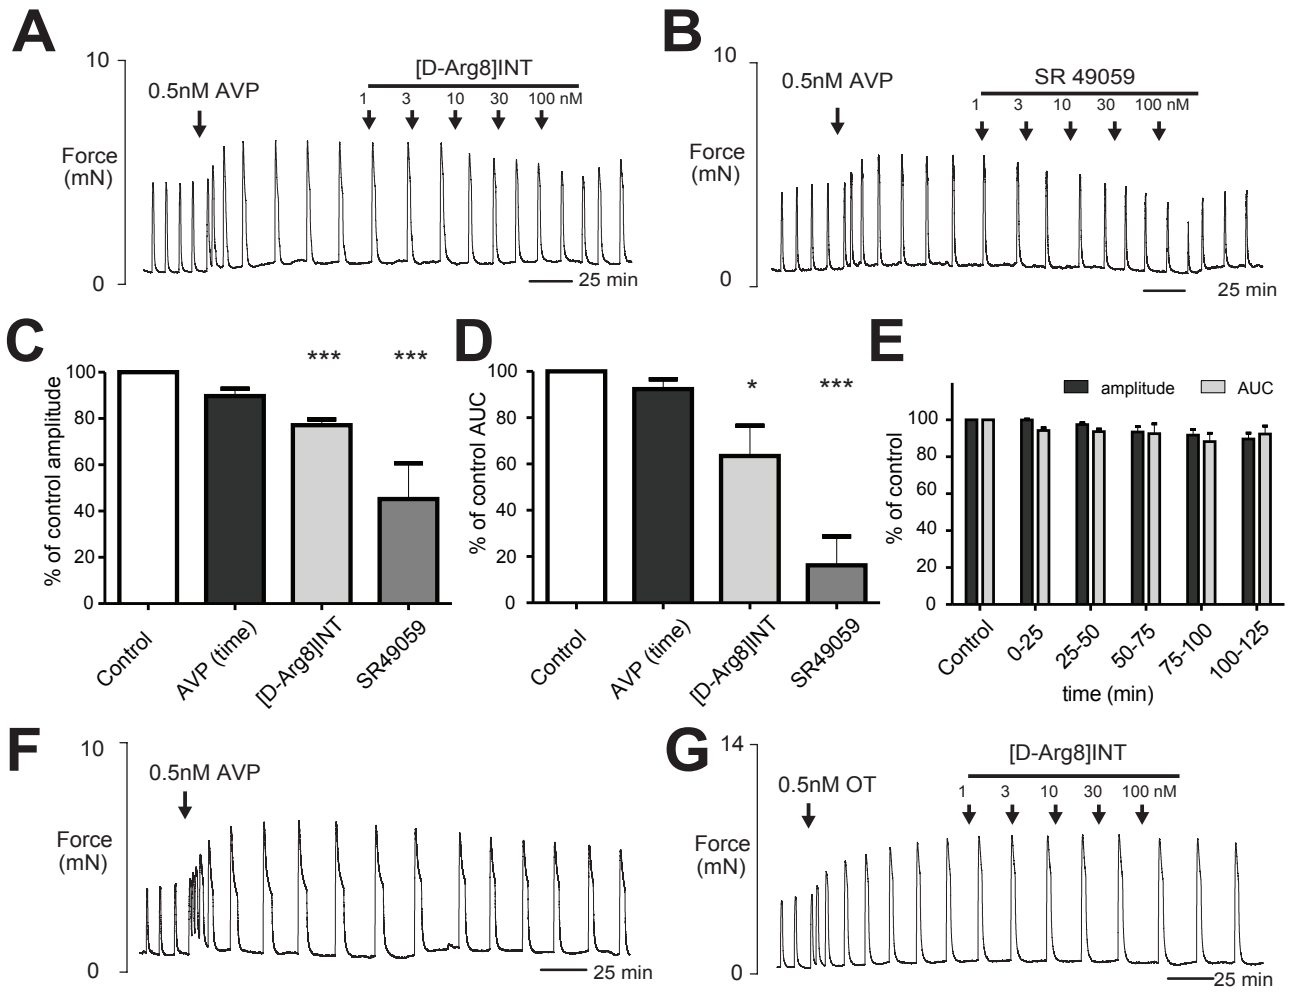 A
10
0.5nM AVP
[D-Arg8]INT
1 3 10 30 100 nM
Force
(mN)
0
25 min
B
10
0.5nM AVP
SR 49059
1 3 10 30 100 nM
Force
(mN)
0
25 min
C
% of control amplitude
100
80
60
40
20
0
*** ***
Control
AVP (time)
[D-Arg8]INT
SR49059
D
% of control AUC
100
80
60
40
20
0
* ***
Control
AVP (time)
[D-Arg8]INT
SR49059
E
amplitude AUC
% of control
100
80
60
40
20
0
Control
0-25
25-50
50-75
75-100
100-125
time (min)
F
10
0.5nM AVP
Force
(mN)
0
25 min
G
14
0.5nM OT
[D-Arg8]INT
1 3 10 30 100 nM
Force
(mN)
0
25 min